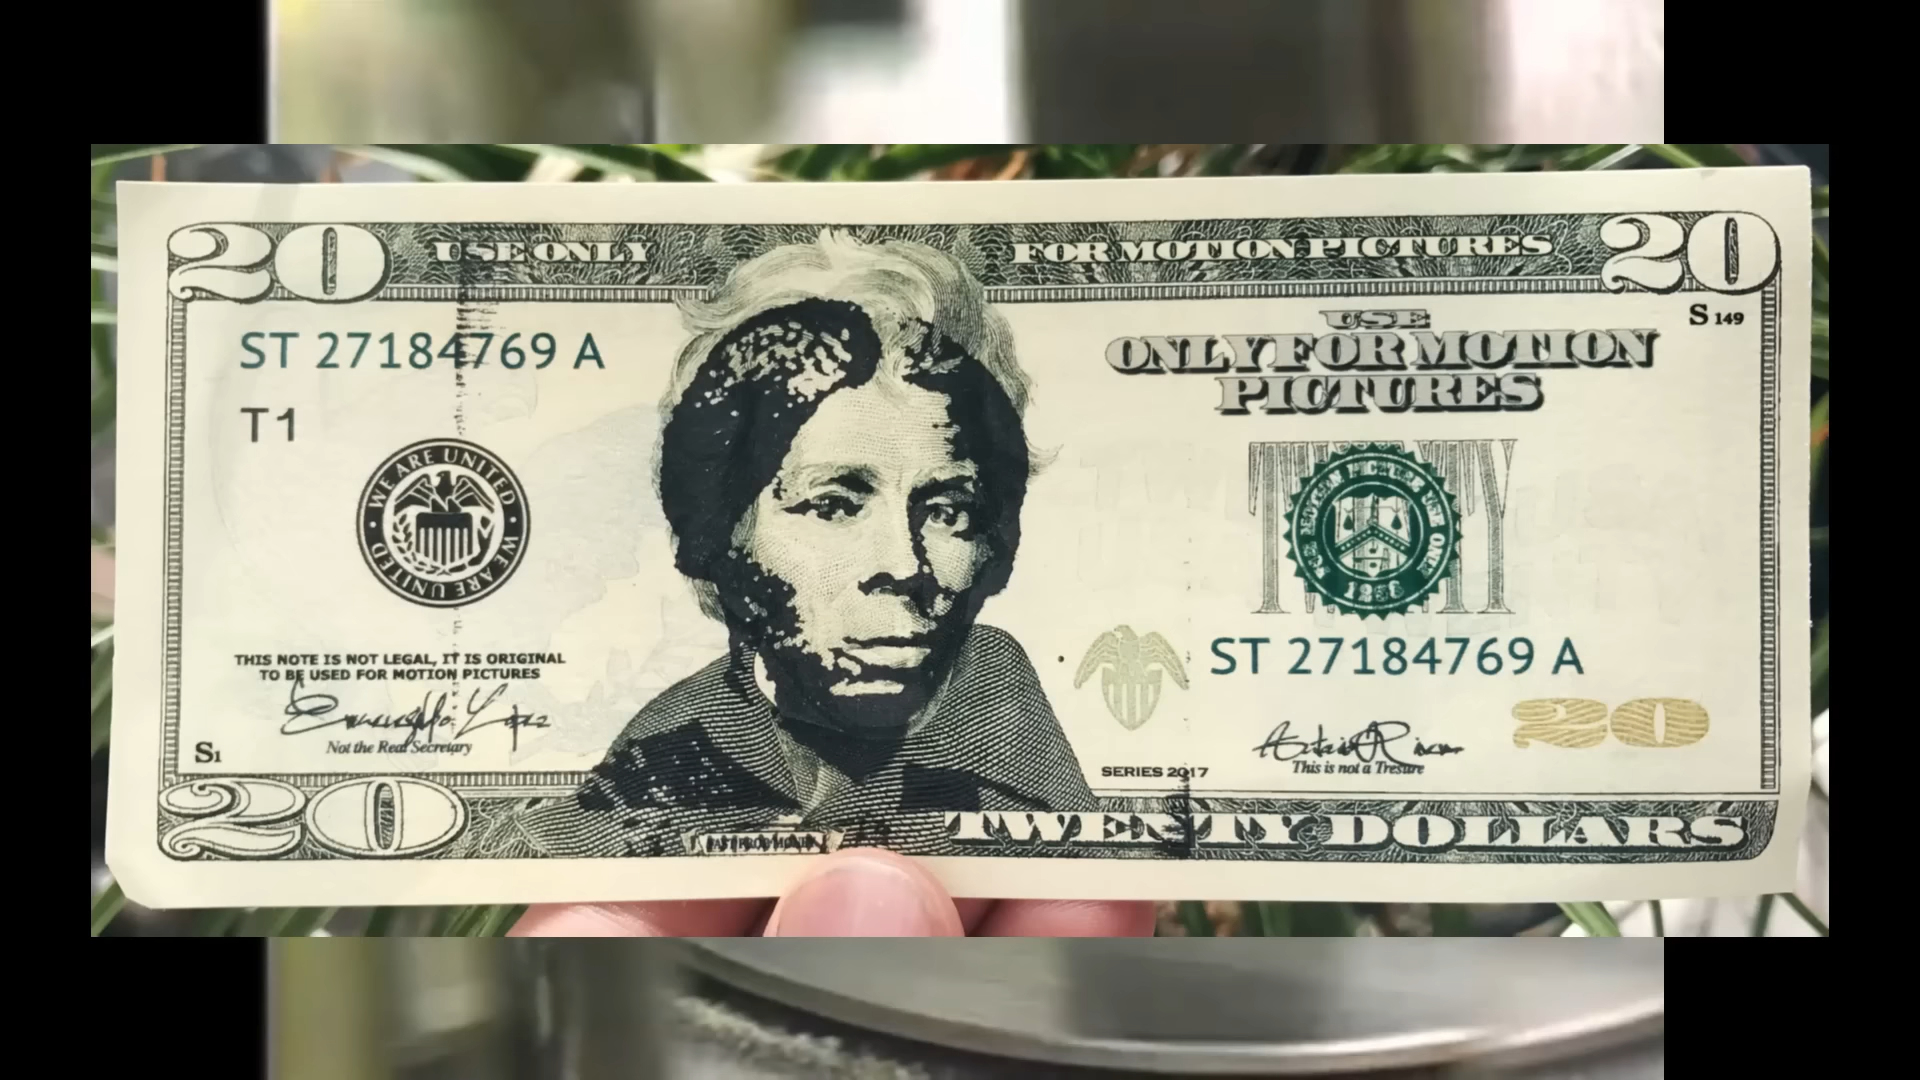 20 USE ONLY FOR MOTION PICTURES 20
S 149
USE
ONLY FOR MOTION
PICTURES
ST 27184769 A
T1
WE ARE UNITED · WE ARE UNITED ·
TWENTY
ST 27184769 A
THIS NOTE IS NOT LEGAL, IT IS ORIGINAL
TO BE USED FOR MOTION PICTURES
Not the Real Secretary
20
This is not a Tresure
S1
SERIES 2017
20
TWENTY DOLLARS